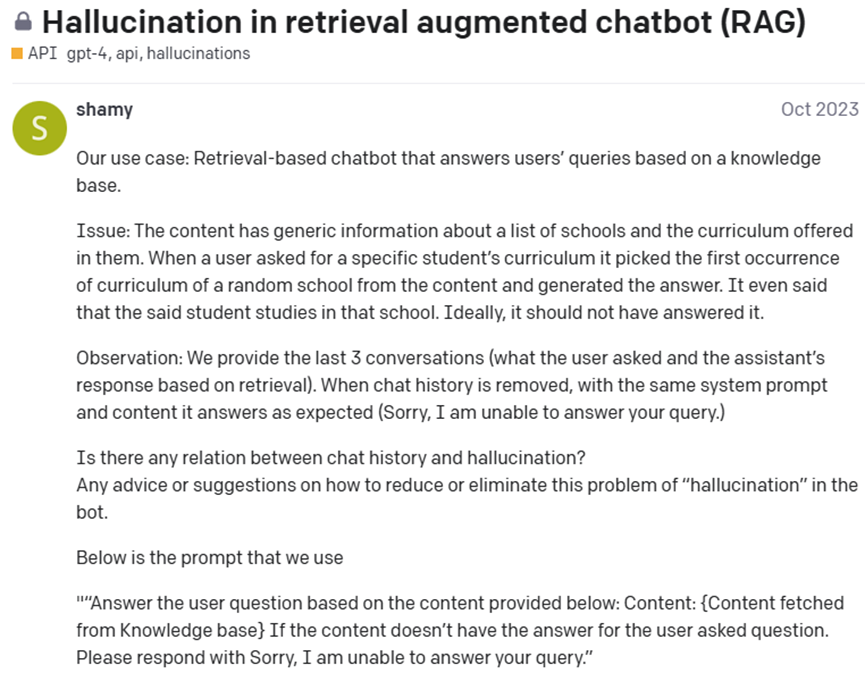 Hallucination in retrieval augmented chatbot (RAG)
API gpt-4, api, hallucinations
S
shamy Oct 2023
Our use case: Retrieval-based chatbot that answers users’ queries based on a knowledge
base.
Issue: The content has generic information about a list of schools and the curriculum offered
in them. When a user asked for a specific student’s curriculum it picked the first occurrence
of curriculum of a random school from the content and generated the answer. It even said
that the said student studies in that school. Ideally, it should not have answered it.
Observation: We provide the last 3 conversations (what the user asked and the assistant’s
response based on retrieval). When chat history is removed, with the same system prompt
and content it answers as expected (Sorry, I am unable to answer your query.)
Is there any relation between chat history and hallucination?
Any advice or suggestions on how to reduce or eliminate this problem of “hallucination” in the
bot.
Below is the prompt that we use
"“Answer the user question based on the content provided below: Content: {Content fetched
from Knowledge base} If the content doesn’t have the answer for the user asked question.
Please respond with Sorry, I am unable to answer your query.”